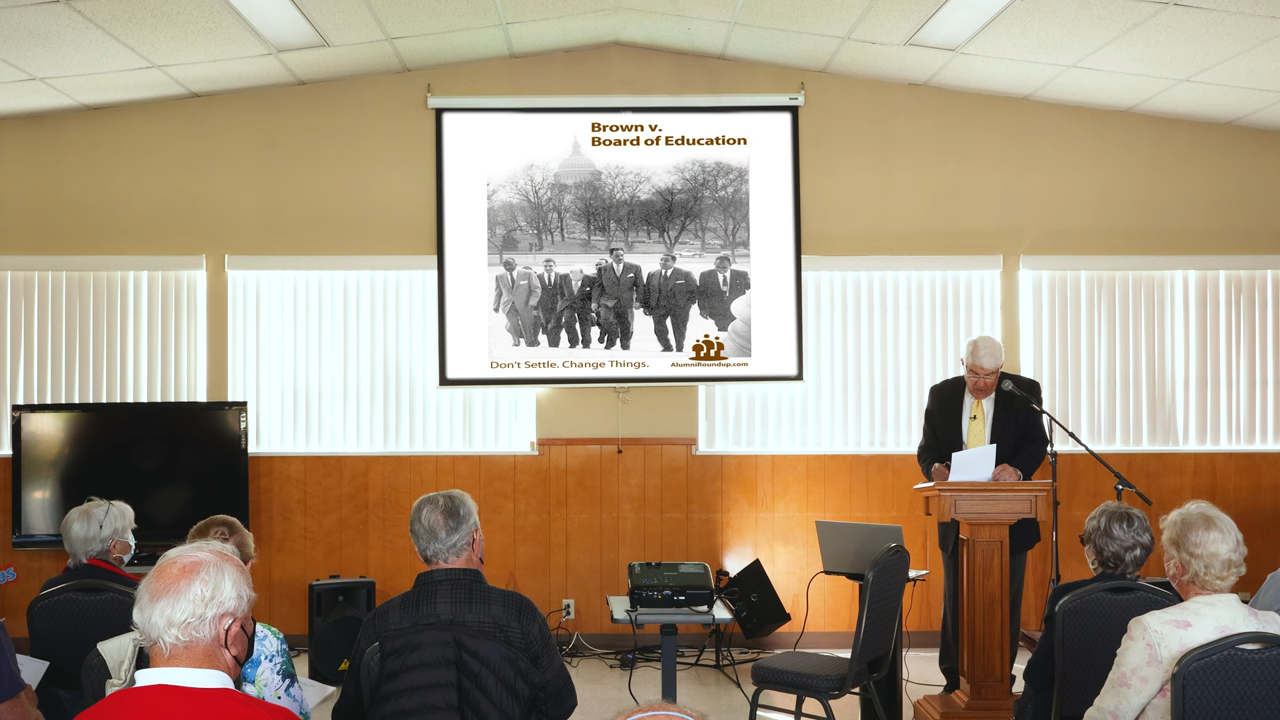 Brown v.
Board of Education
Don't Settle. Change Things.
AlumniRoundup.com